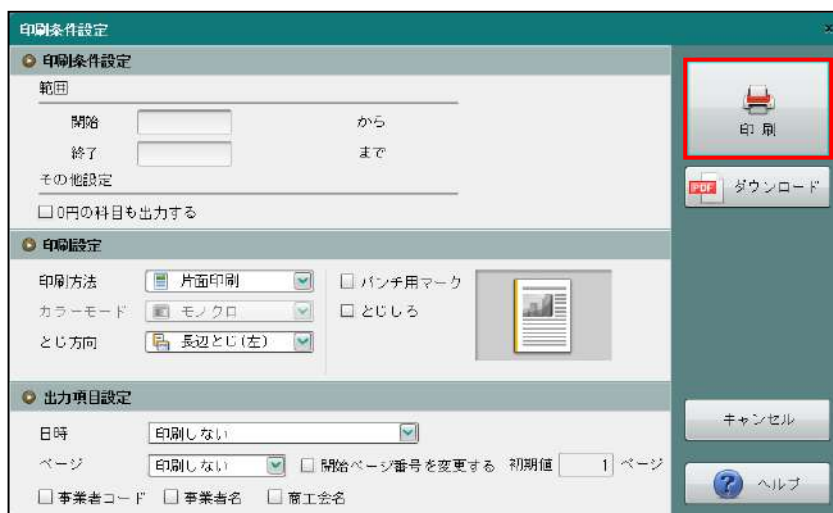 印刷条件設定 ×
印刷条件設定
範囲
開始 から
終了 まで
その他設定
0円の科目も出力する
印刷設定
印刷方法 片面印刷 パンチ用マーク
カラーモード モノクロ とじしろ
とじ方向 長辺とじ(左)
出力項目設定
日時 印刷しない
ページ 印刷しない 開始ページ番号を変更する 初期値 1 ページ
事業者コード 事業者名 商工会名
印刷
PDF ダウンロード
キャンセル
? ヘルプ